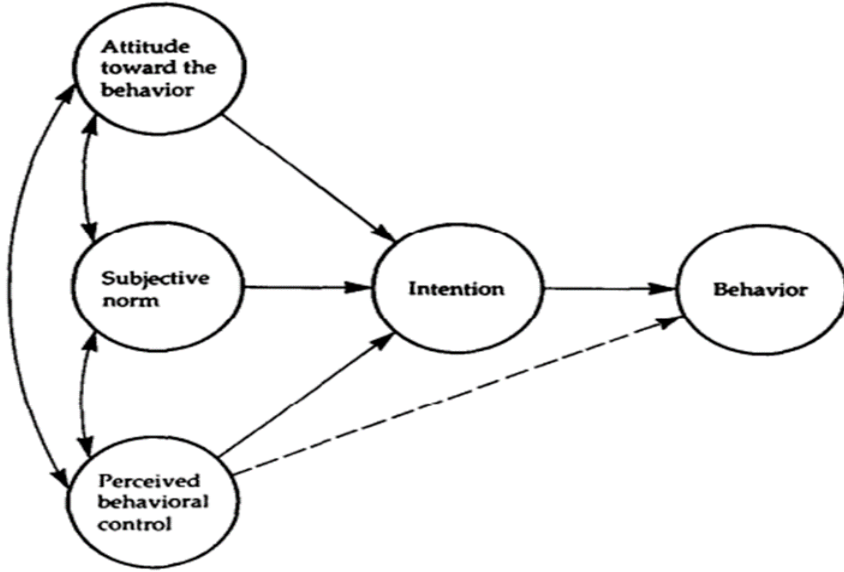 Attitude
toward the
behavior
Subjective
norm
Intention
Behavior
Perceived
behavioral
control